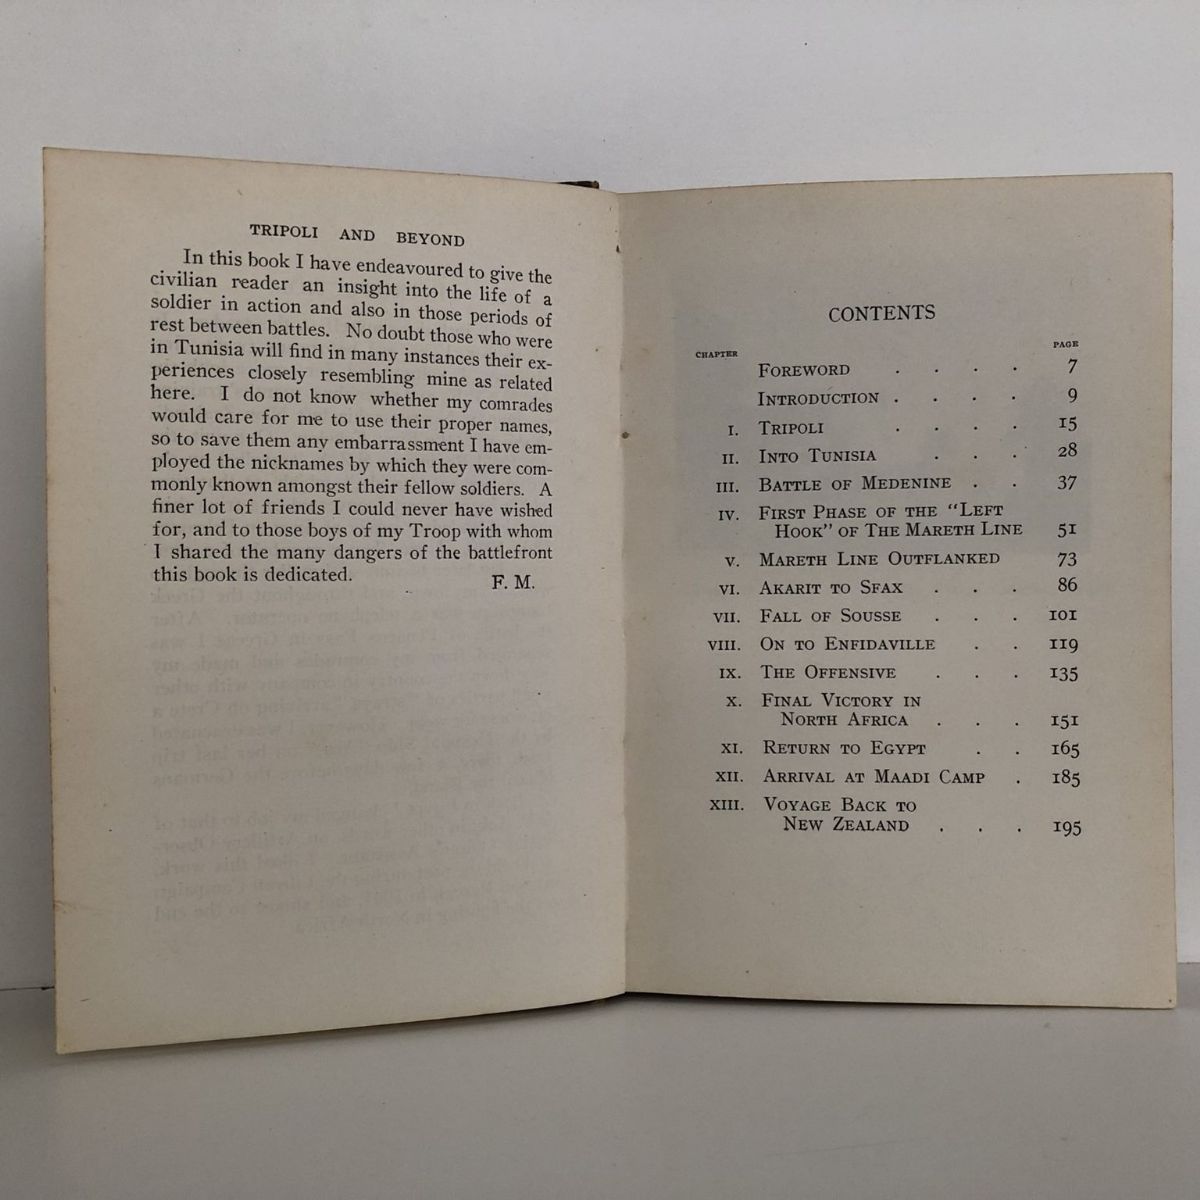 TRIPOLI AND BEYOND
In this book I have endeavoured to give the
civilian reader an insight into the life of a
soldier in action and also in those periods of
rest between battles. No doubt those who were
in Tunisia will find in many instances their ex-
periences closely resembling mine as related
here. I do not know whether my comrades
would care for me to use their proper names,
so to save them any embarrassment I have em-
ployed the nicknames by which they were com-
monly known amongst their fellow soldiers. A
finer lot of friends I could never have wished
for, and to those boys of my Troop with whom
I shared the many dangers of the battlefront
this book is dedicated.
F. M.
CONTENTS
CHAPTER PAGE
FOREWORD . . . . 7
INTRODUCTION . . . . 9
I. TRIPOLI . . . . 15
II. INTO TUNISIA . . . 28
III. BATTLE OF MEDENINE . . 37
IV. FIRST PHASE OF THE "LEFT
HOOK" OF THE MARETH LINE 51
V. MARETH LINE OUTFLANKED 73
VI. AKARIT TO SFAX . . . 86
VII. FALL OF SOUSSE . . . 101
VIII. ON TO ENFIDAVILLE . . 119
IX. THE OFFENSIVE . . . 135
X. FINAL VICTORY IN
NORTH AFRICA . . . 151
XI. RETURN TO EGYPT . . 165
XII. ARRIVAL AT MAADI CAMP . 185
XIII. VOYAGE BACK TO
NEW ZEALAND . . . 195